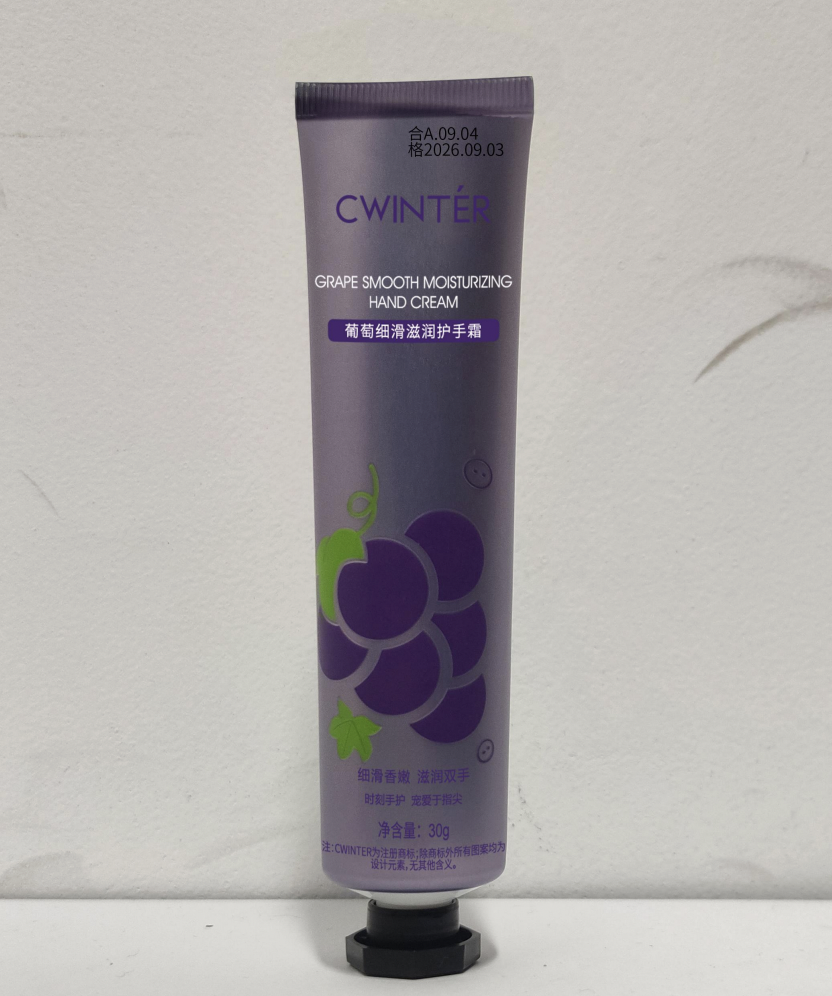 合A.09.04
格2026.09.03
CWINTÉR
GRAPE SMOOTH MOISTURIZING
HAND CREAM
葡萄细滑滋润护手霜
细滑香嫩 滋润双手
时刻手护 宠爱于指尖
净含量：30g
注：CWINTER为注册商标；除商标外所有图案均为
设计元素，无其他含义。